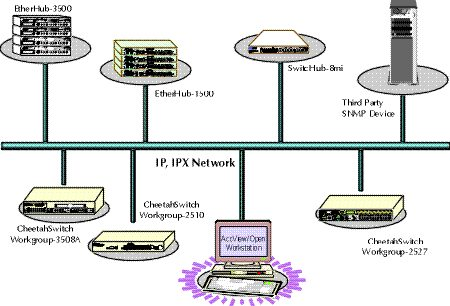 EtherHub-3500
EtherHub-1500
SwitcHub-8mi
Third Party
SNMP Device
IP, IPX Network
CheetahSwitch
Workgroup-3508A
CheetahSwitch
Workgroup-2510
AccView/Open
Workstation
CheetahSwitch
Workgroup-2527